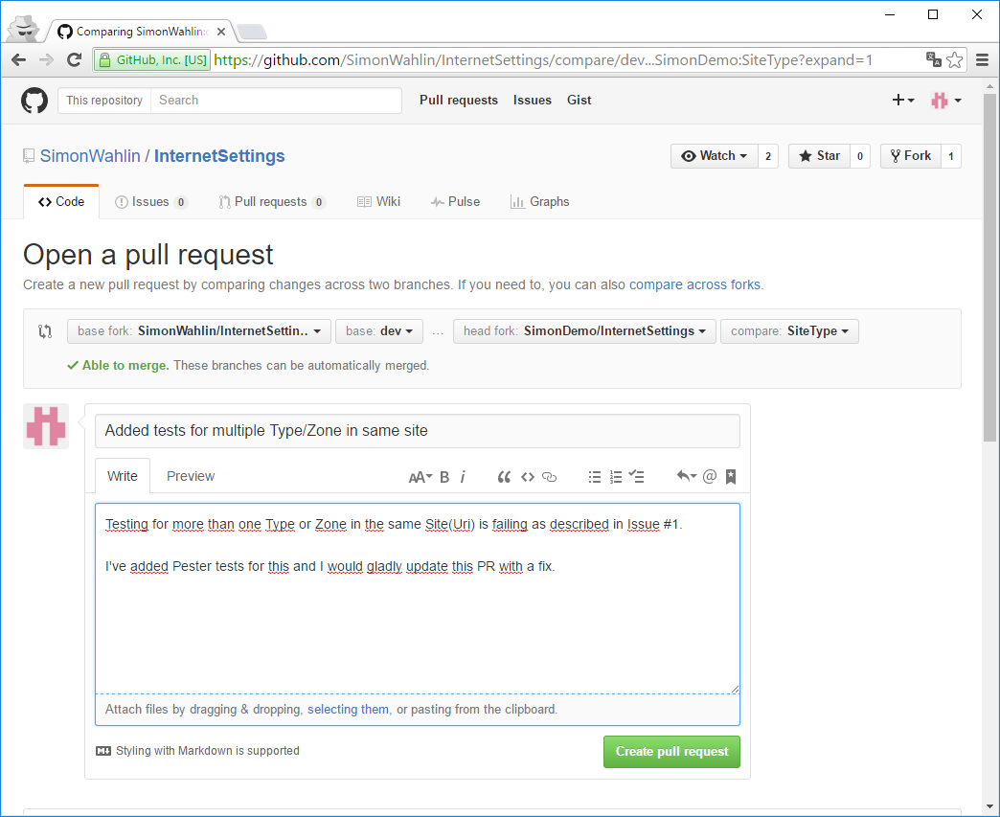 Comparing SimonWahlin:
GitHub, Inc. [US] https://github.com/SimonWahlin/InternetSettings/compare/dev...SimonDemo:SiteType?expand=1
This repository Search Pull requests Issues Gist
SimonWahlin / InternetSettings Watch 2 Star 0 Fork 1
Code Issues 0 Pull requests 0 Wiki Pulse Graphs
Open a pull request
Create a new pull request by comparing changes across two branches. If you need to, you can also compare across forks.
base fork: SimonWahlin/InternetSettin.. base: dev ... head fork: SimonDemo/InternetSettings compare: SiteType
Able to merge. These branches can be automatically merged.
Added tests for multiple Type/Zone in same site
Write Preview AA B i
Testing for more than one Type or Zone in the same Site(Uri) is failing as described in Issue #1.
I've added Pester tests for this and I would gladly update this PR with a fix.
Attach files by dragging & dropping, selecting them, or pasting from the clipboard.
Styling with Markdown is supported Create pull request